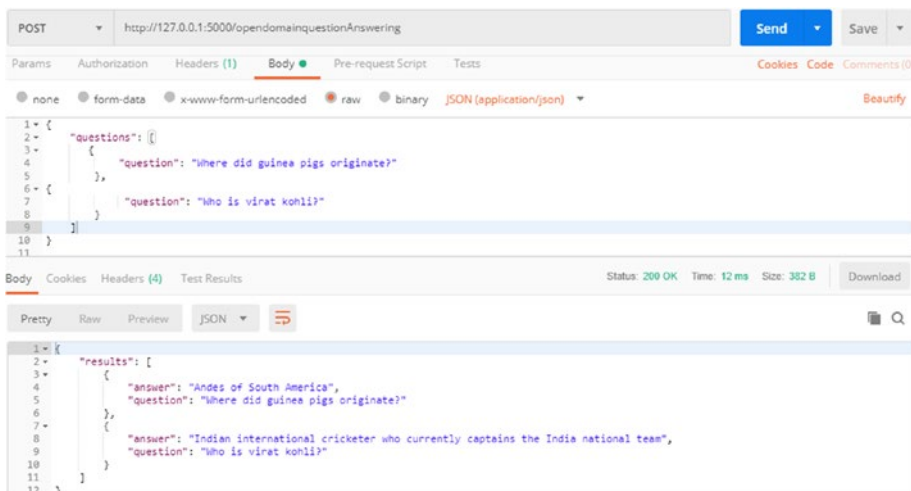 POST http://127.0.0.1:5000/opendomainquestionAnswering Send Save
Params Authorization Headers (1) Body Pre-request Script Tests Cookies Code Comments (0
none form-data x-www-form-urlencoded raw binary JSON (application/json) Beautify
1 {
2 "questions": [
3 {
4 "question": "Where did guinea pigs originate?"
5 },
6 {
7 "question": "Who is virat kohli?"
8 }
9 ]
10 }
11
Body Cookies Headers (4) Test Results Status: 200 OK Time: 12 ms Size: 382 B Download
Pretty Raw Preview JSON
1 {
2 "results": [
3 {
4 "answer": "Andes of South America",
5 "question": "Where did guinea pigs originate?"
6 },
7 {
8 "answer": "Indian international cricketer who currently captains the India national team",
9 "question": "Who is virat kohli?"
10 }
11 ]
12 }